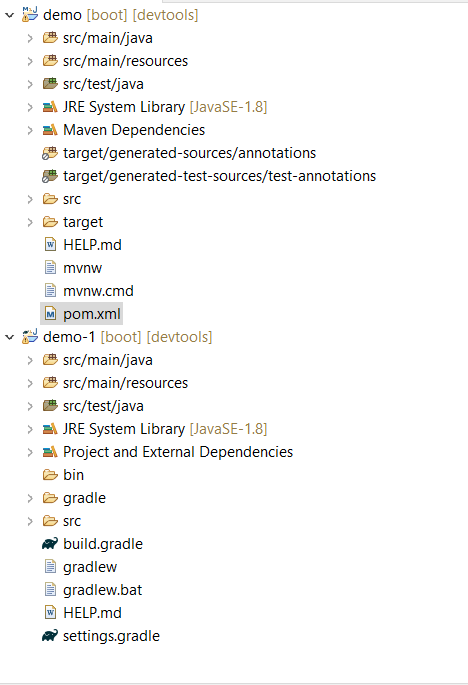 demo [boot] [devtools]
src/main/java
src/main/resources
src/test/java
JRE System Library [JavaSE-1.8]
Maven Dependencies
target/generated-sources/annotations
target/generated-test-sources/test-annotations
src
target
HELP.md
mvnw
mvnw.cmd
pom.xml
demo-1 [boot] [devtools]
src/main/java
src/main/resources
src/test/java
JRE System Library [JavaSE-1.8]
Project and External Dependencies
bin
gradle
src
build.gradle
gradlew
gradlew.bat
HELP.md
settings.gradle